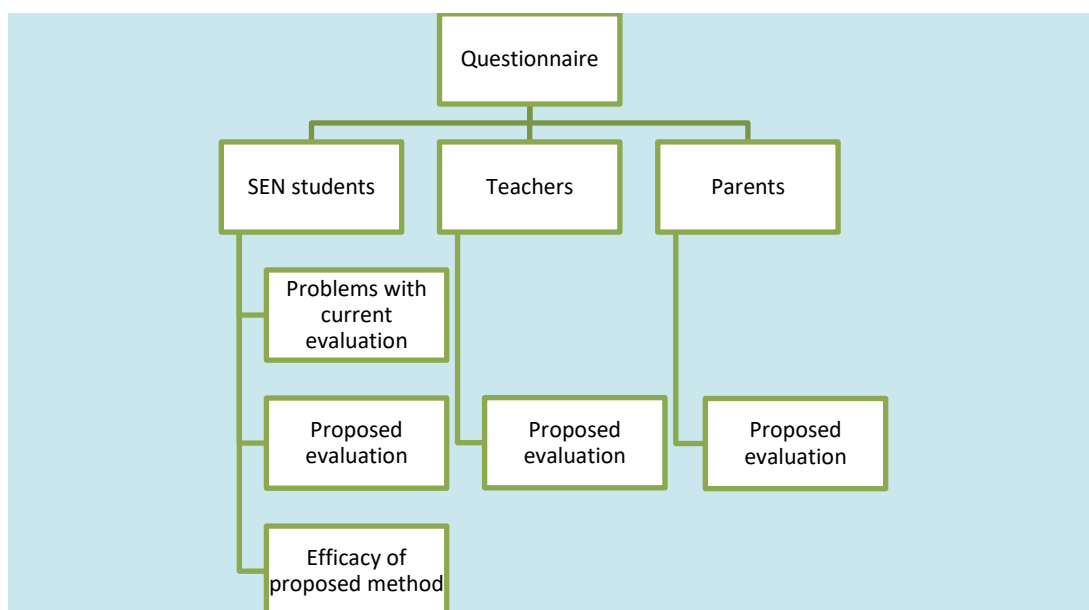 Questionnaire
SEN students
Teachers
Parents
Problems with
current
evaluation
Proposed
evaluation
Proposed
evaluation
Proposed
evaluation
Efficacy of
proposed method